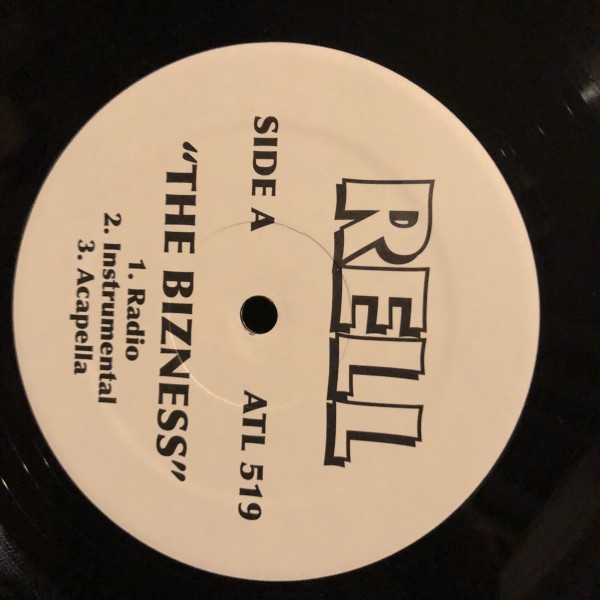 RELL
SIDE A
ATL 519
"THE BIZNESS"
1. Radio
2. Instrumental
3. Acapella